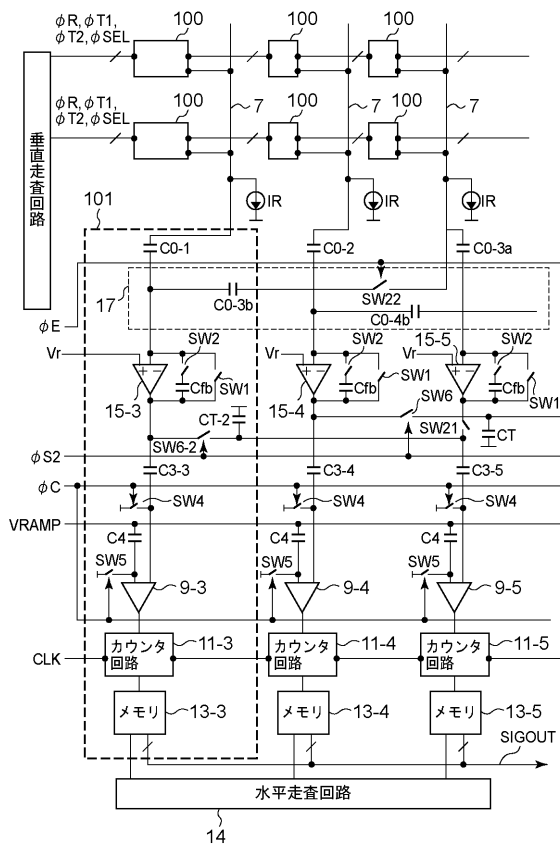 φR, φT1,
φT2, φSEL
100
100
100
7
7
7
φR, φT1,
φT2, φSEL
100
100
100
垂直走査回路
IR
IR
IR
101
C0-1
C0-2
C0-3a
17
C0-3b
SW22
C0-4b
φE
Vr
SW2
Cfb
SW1
15-3
Vr
SW2
Cfb
SW1
15-4
Vr
15-5
SW2
Cfb
SW1
SW6
CT-2
SW6-2
SW21
CT
φS2
C3-3
C3-4
C3-5
φC
SW4
SW4
SW4
VRAMP
C4
C4
C4
SW5
SW5
SW5
9-3
9-4
9-5
CLK
カウンタ
回路
11-3
カウンタ
回路
11-4
カウンタ
回路
11-5
メモリ
13-3
メモリ
13-4
メモリ
13-5
SIGOUT
水平走査回路
14